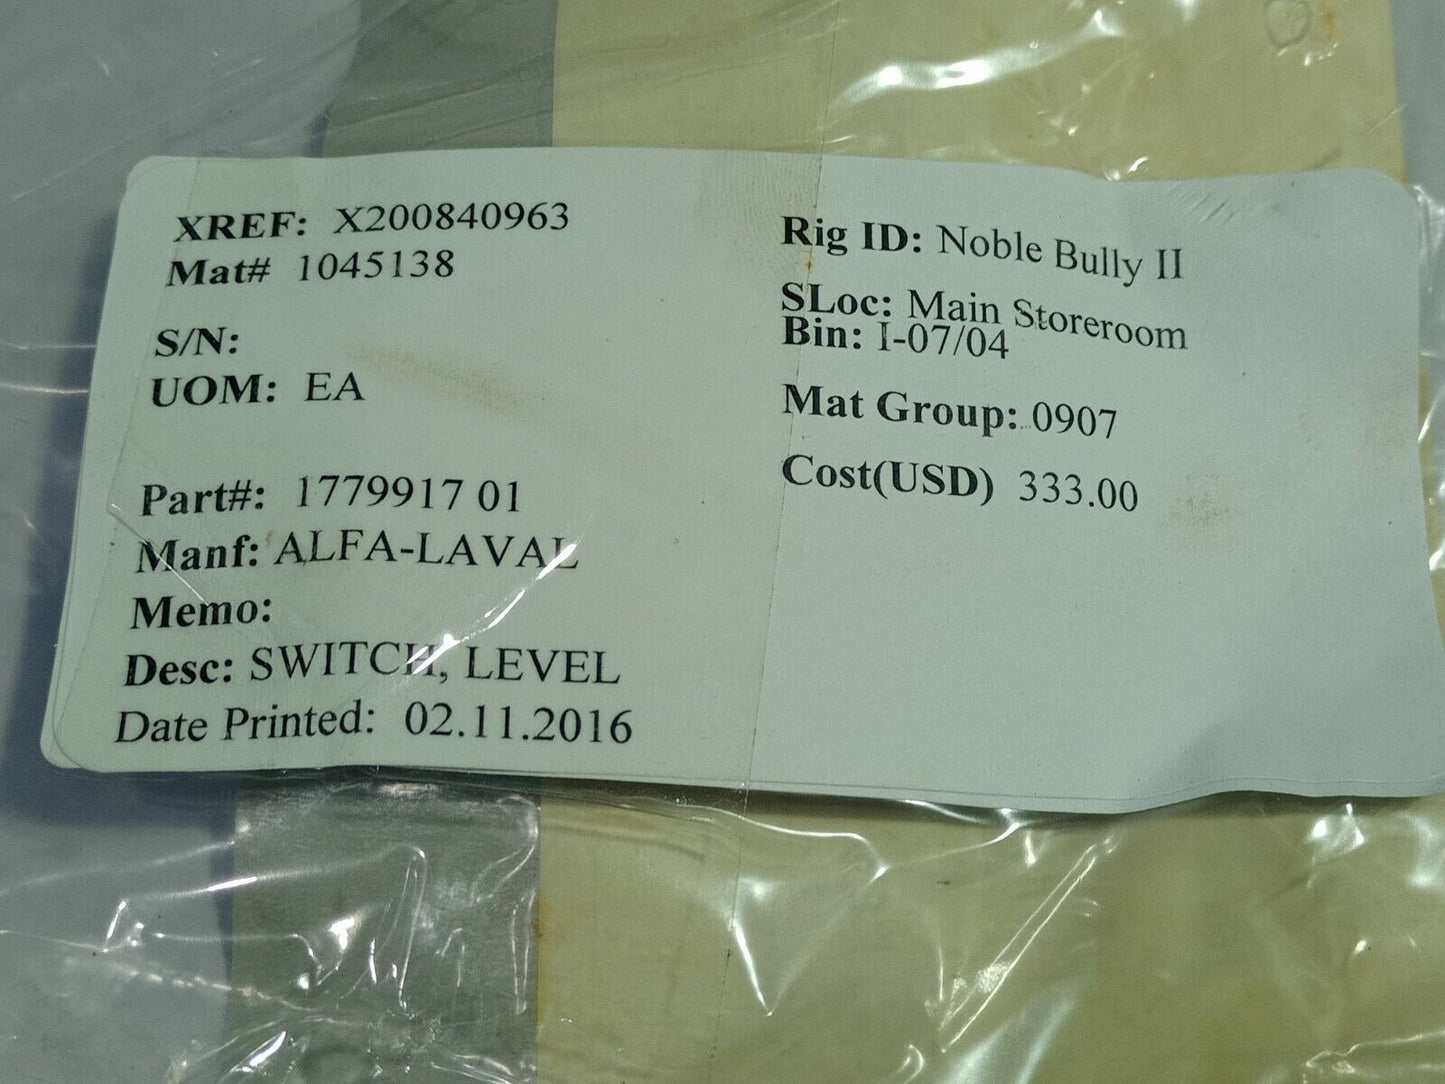 XREF: X200840963
Mat# 1045138
S/N:
UOM: EA
Part#: 1779917 01
Manf: ALFA-LAVAL
Memo:
Desc: SWITCH, LEVEL
Date Printed: 02.11.2016
Rig ID: Noble Bully II
SLoc: Main Storeroom
Bin: I-07/04
Mat Group: 0907
Cost(USD) 333.00